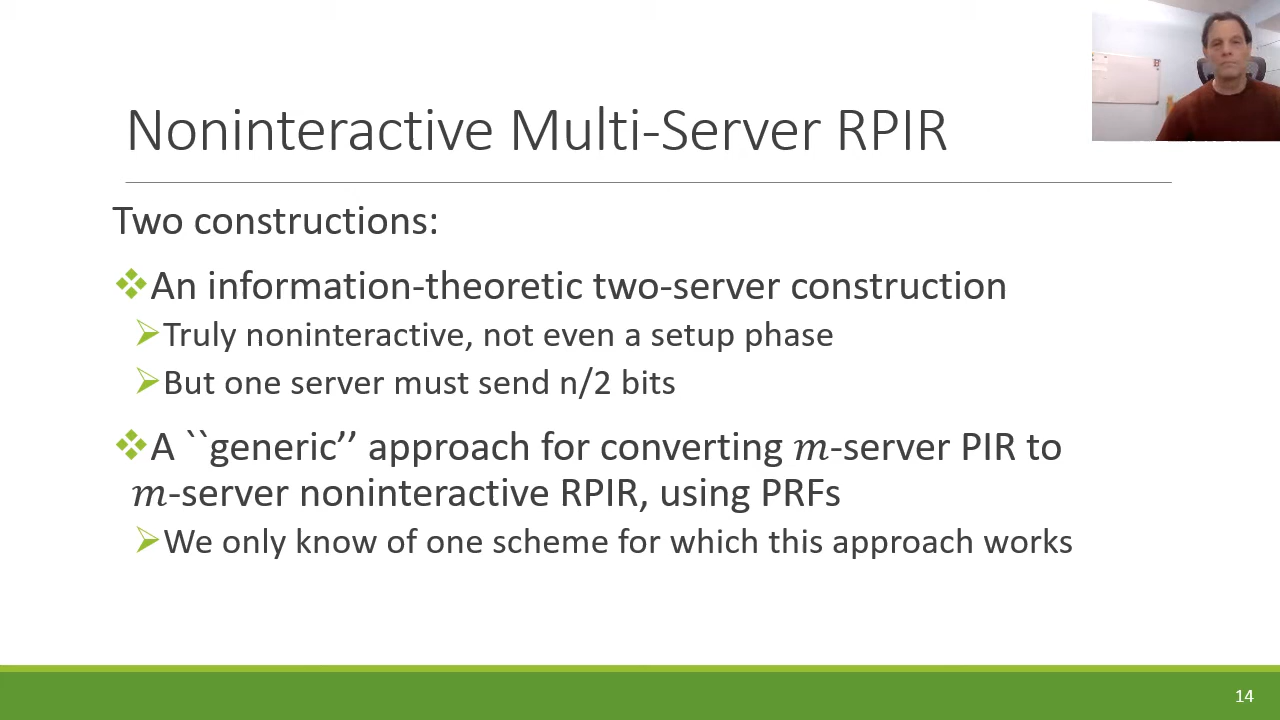 Noninteractive Multi-Server RPIR
Two constructions:
An information-theoretic two-server construction
Truly noninteractive, not even a setup phase
But one server must send n/2 bits
A ``generic’’ approach for converting 𝑚-server PIR to
𝑚-server noninteractive RPIR, using PRFs
We only know of one scheme for which this approach works
14